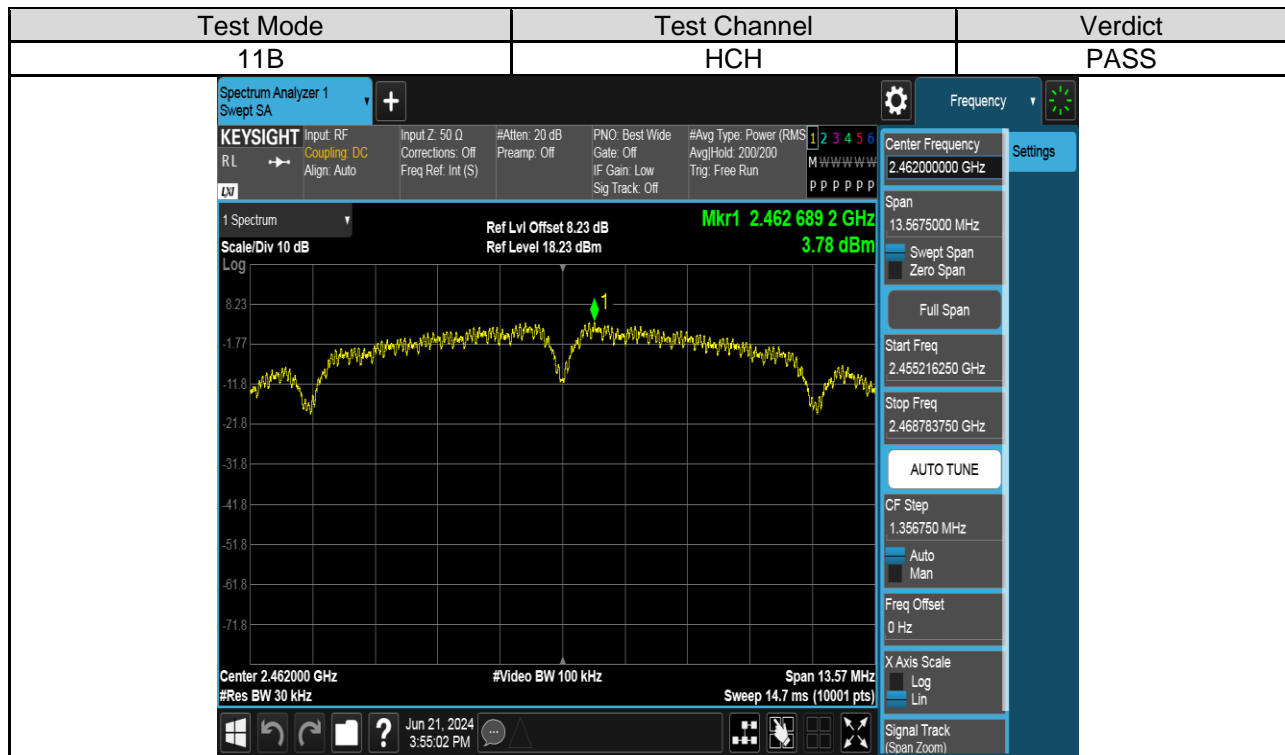 Test Mode Test Channel Verdict
11B HCH PASS
Spectrum Analyzer 1
Swept SA
+
Frequency
KEYSIGHT Input: RF Input Z: 50 Ω #Atten: 20 dB PNO: Best Wide #Avg Type: Power (RMS 1 2 3 4 5 6
RL Coupling: DC Corrections: Off Preamp: Off Gate: Off Avg|Hold: 200/200
Align: Auto Freq Ref: Int (S) IF Gain: Low Trig: Free Run M W W W W W
LXI Sig Track: Off P P P P P P
1 Spectrum
Scale/Div 10 dB
Ref Lvl Offset 8.23 dB
Ref Level 18.23 dBm
Mkr1 2.462 689 2 GHz
3.78 dBm
Log
1
8.23
-1.77
-11.8
-21.8
-31.8
-41.8
-51.8
-61.8
-71.8
Center 2.462000 GHz #Video BW 100 kHz Span 13.57 MHz
#Res BW 30 kHz Sweep 14.7 ms (10001 pts)
Center Frequency
2.462000000 GHz
Settings
Span
13.5675000 MHz
Swept Span
Zero Span
Full Span
Start Freq
2.455216250 GHz
Stop Freq
2.468783750 GHz
AUTO TUNE
CF Step
1.356750 MHz
Auto
Man
Freq Offset
0 Hz
X Axis Scale
Log
Lin
Signal Track
(Span Zoom)
?
Jun 21, 2024
3:55:02 PM